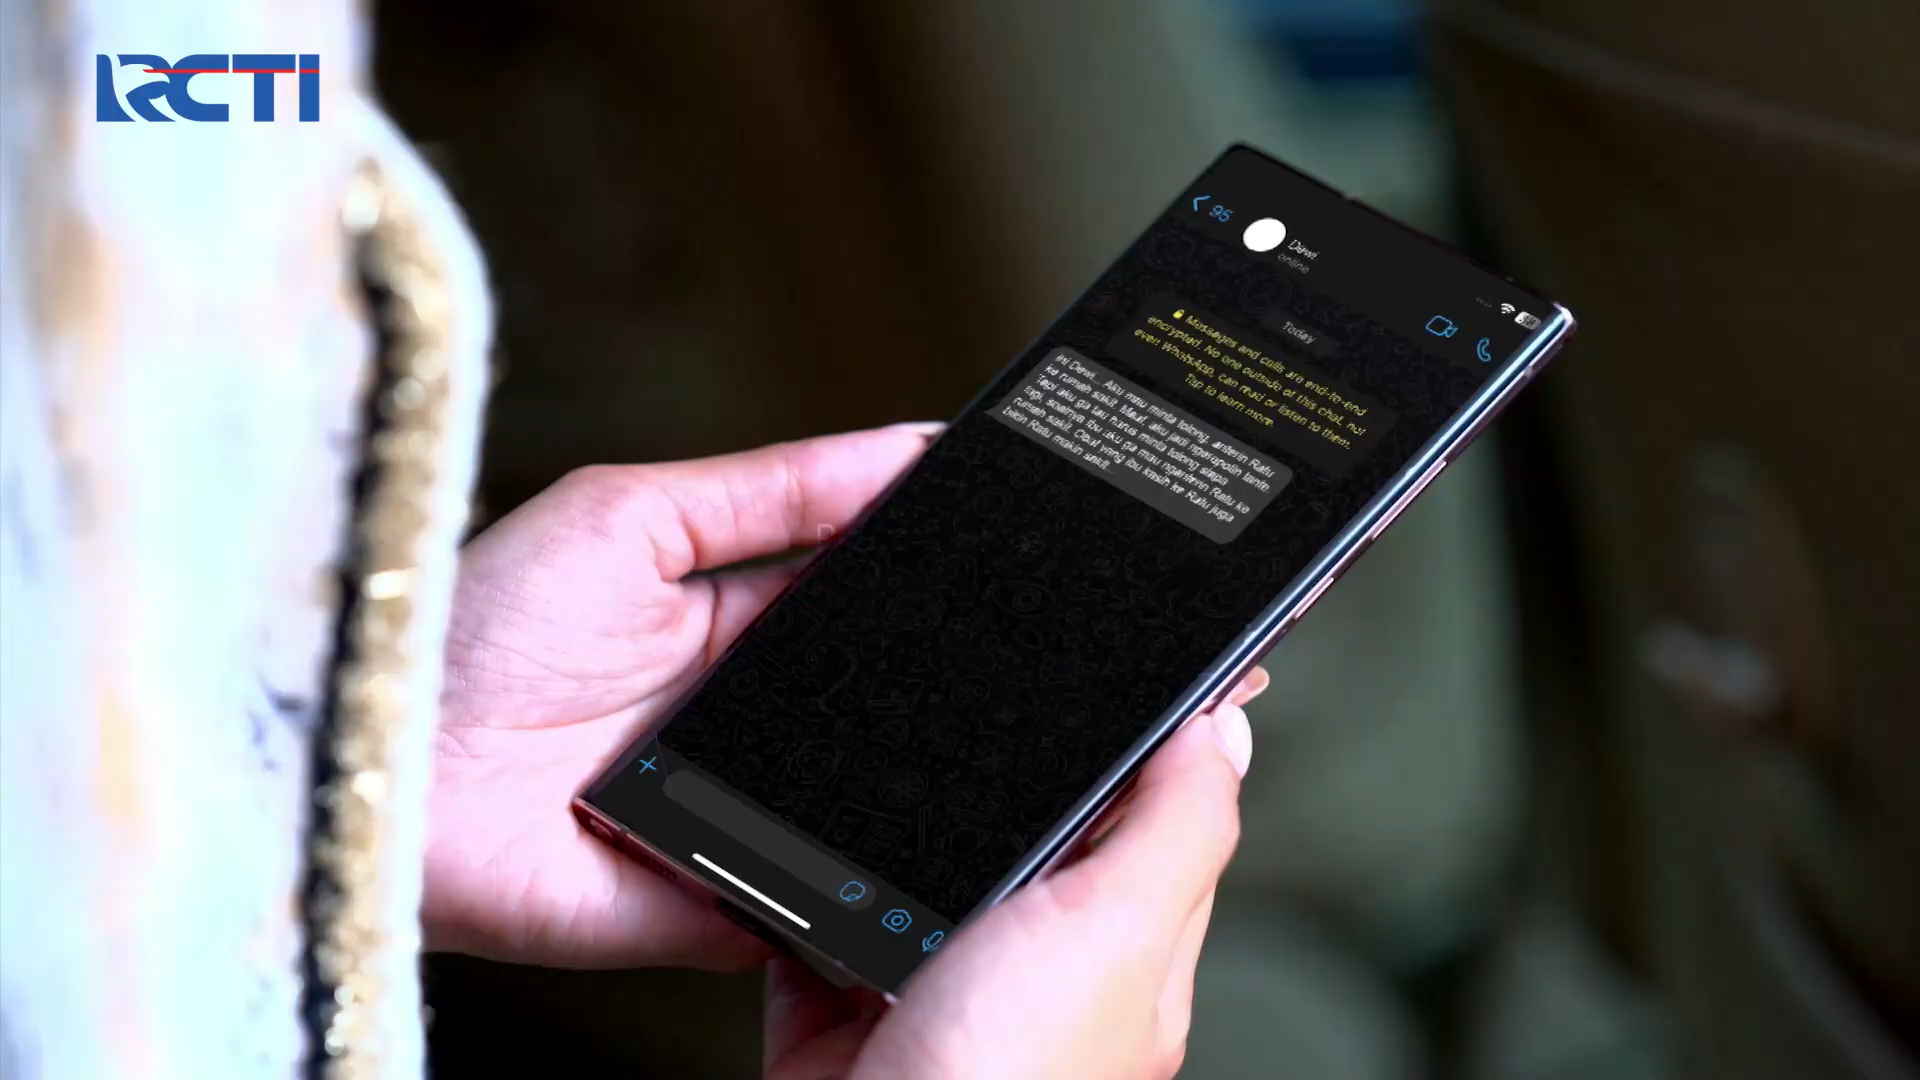 RCTI
95
Dewi
online
Today
Messages and calls are end-to-end
encrypted. No one outside of this chat, not
even WhatsApp, can read or listen to them.
Tap to learn more.
Ini Dewi... Aku mau minta tolong, anterin Ratu
ke rumah sakit. Maaf, aku jadi ngerepotin tante.
Tapi aku ga tau harus minta tolong siapa
lagi, soalnya ibu aku ga mau nganterin Ratu ke
rumah sakit. Obat yang ibu kasih ke Ratu juga
bikin Ratu makin sakit...